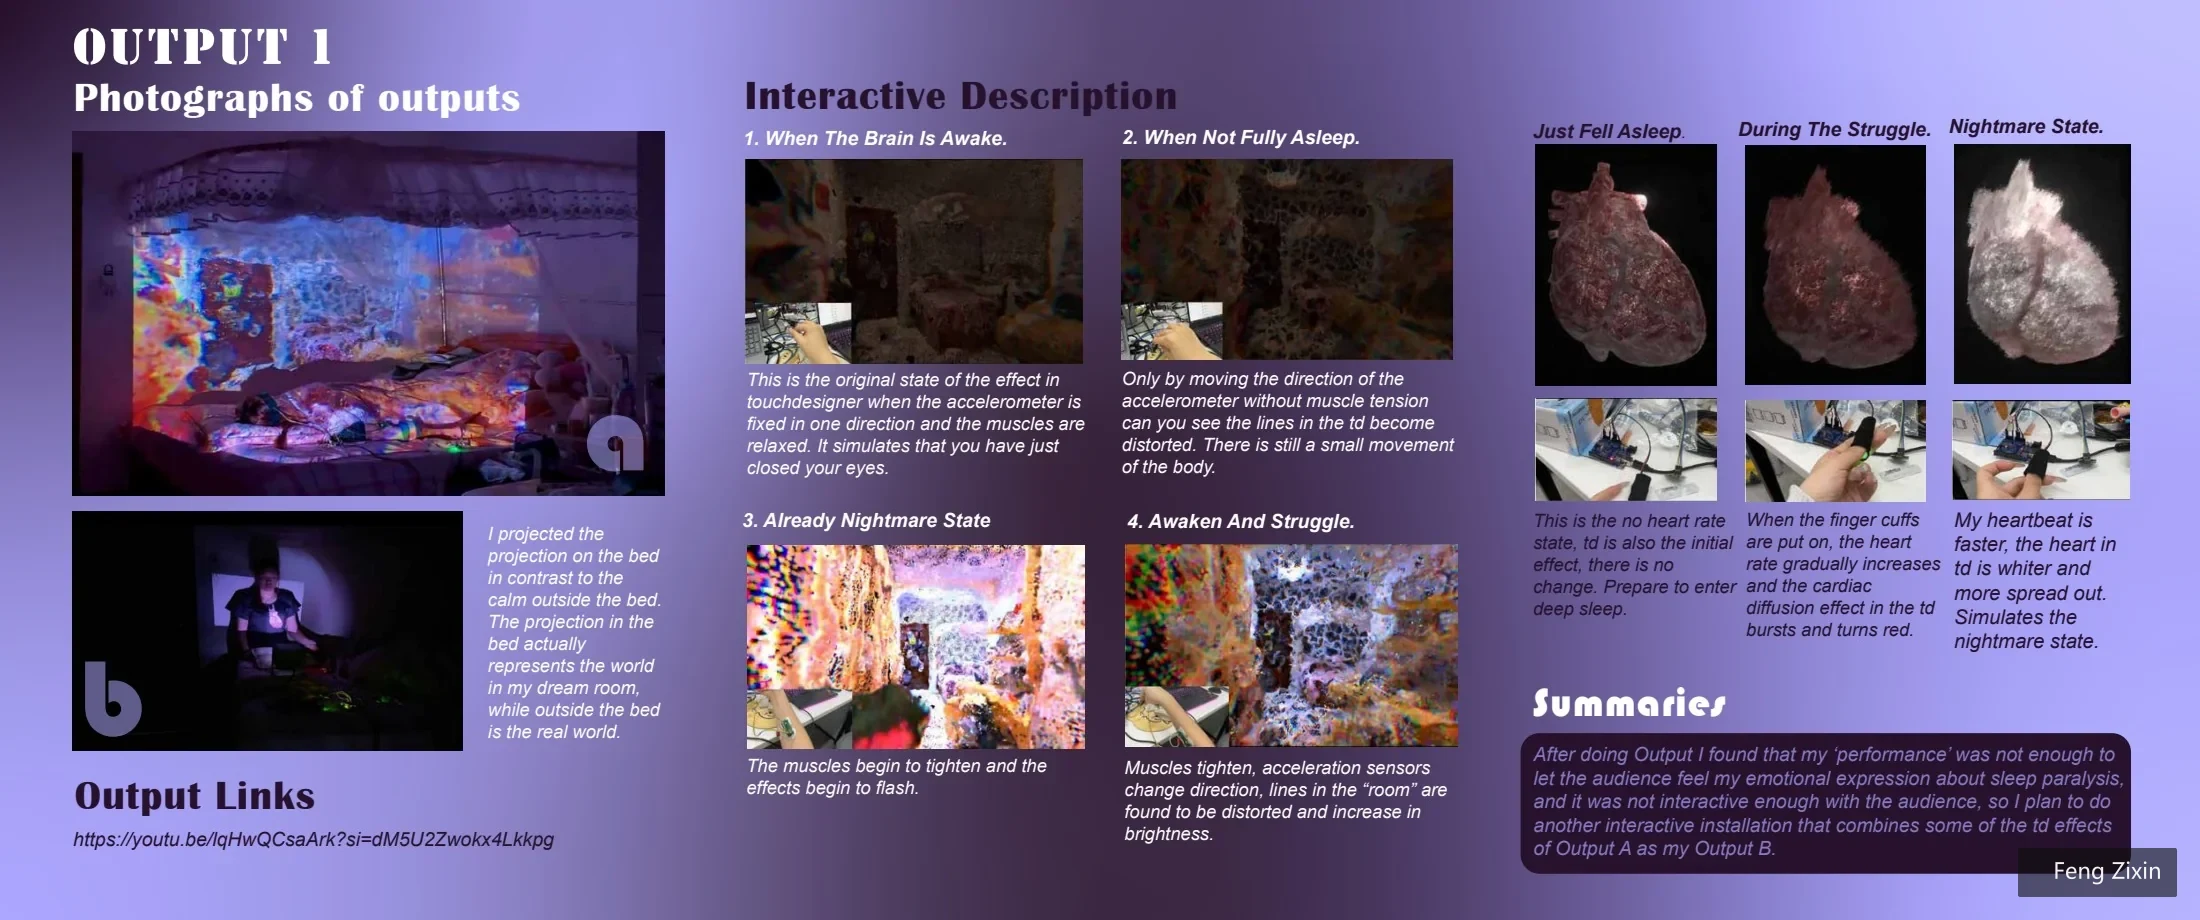 OUTPUT 1
Photographs of outputs
a
b
I projected the
projection on the bed
in contrast to the
calm outside the bed.
The projection in the
bed actually
represents the world
in my dream room,
while outside the bed
is the real world.
Output Links
https://youtu.be/lqHwQCsaArk?si=dM5U2Zwokx4Lkkpg
Interactive Description
1. When The Brain Is Awake.
This is the original state of the effect in
touchdesigner when the accelerometer is
fixed in one direction and the muscles are
relaxed. It simulates that you have just
closed your eyes.
2. When Not Fully Asleep.
Only by moving the direction of the
accelerometer without muscle tension
can you see the lines in the td become
distorted. There is still a small movement
of the body.
3. Already Nightmare State
The muscles begin to tighten and the
effects begin to flash.
4. Awaken And Struggle.
Muscles tighten, acceleration sensors
change direction, lines in the “room” are
found to be distorted and increase in
brightness.
Just Fell Asleep.
This is the no heart rate
state, td is also the initial
effect, there is no
change. Prepare to enter
deep sleep.
During The Struggle.
When the finger cuffs
are put on, the heart
rate gradually increases
and the cardiac
diffusion effect in the td
bursts and turns red.
Nightmare State.
My heartbeat is
faster, the heart in
td is whiter and
more spread out.
Simulates the
nightmare state.
Summaries
After doing Output I found that my ‘performance’ was not enough to
let the audience feel my emotional expression about sleep paralysis,
and it was not interactive enough with the audience, so I plan to do
another interactive installation that combines some of the td effects
of Output A as my Output B.
Feng Zixin